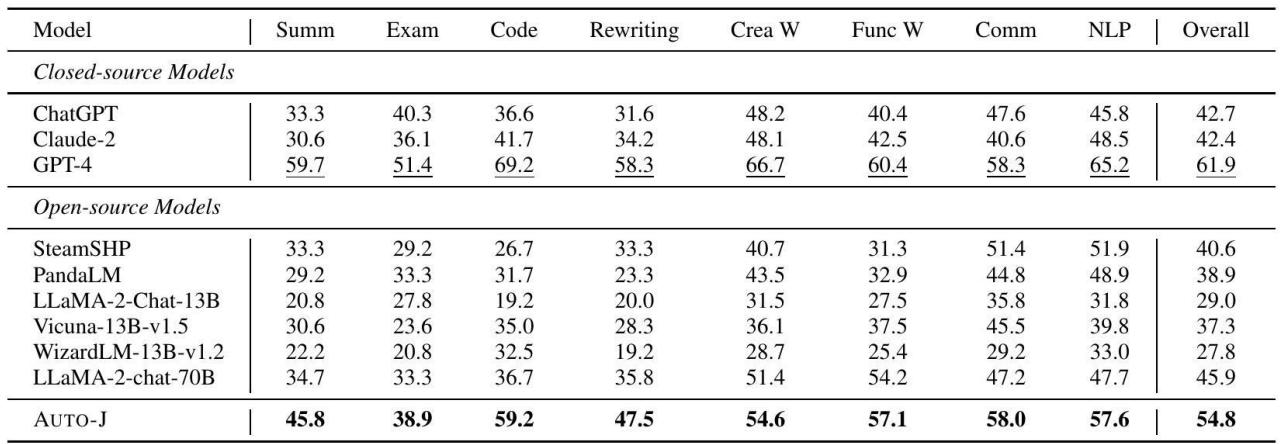 Model Summ Exam Code Rewriting Crea W Func W Comm NLP Overall
Closed-source Models
ChatGPT 33.3 40.3 36.6 31.6 48.2 40.4 47.6 45.8 42.7
Claude-2 30.6 36.1 41.7 34.2 48.1 42.5 40.6 48.5 42.4
GPT-4 59.7 51.4 69.2 58.3 66.7 60.4 58.3 65.2 61.9
Open-source Models
SteamSHP 33.3 29.2 26.7 33.3 40.7 31.3 51.4 51.9 40.6
PandaLM 29.2 33.3 31.7 23.3 43.5 32.9 44.8 48.9 38.9
LLaMA-2-Chat-13B 20.8 27.8 19.2 20.0 31.5 27.5 35.8 31.8 29.0
Vicuna-13B-v1.5 30.6 23.6 35.0 28.3 36.1 37.5 45.5 39.8 37.3
WizardLM-13B-v1.2 22.2 20.8 32.5 19.2 28.7 25.4 29.2 33.0 27.8
LLaMA-2-chat-70B 34.7 33.3 36.7 35.8 51.4 54.2 47.2 47.7 45.9
AUTO-J 45.8 38.9 59.2 47.5 54.6 57.1 58.0 57.6 54.8